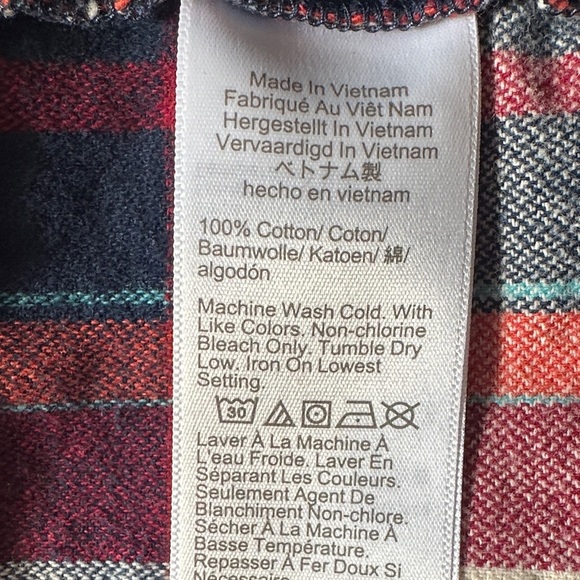 Made In Vietnam
Fabriqué Au Viêt Nam
Hergestellt In Vietnam
Vervaardigd In Vietnam
ベトナム製
hecho en vietnam
100% Cotton/ Coton/
Baumwolle/ Katoen/ 綿/
algodón
Machine Wash Cold. With
Like Colors. Non-chlorine
Bleach Only. Tumble Dry
Low. Iron On Lowest
Setting.
30
Laver À La Machine À
L'eau Froide. Laver En
Séparant Les Couleurs.
Seulement Agent De
Blanchiment Non-chlore.
Sécher À La Machine À
Basse Température.
Repasser À Fer Doux Si
Nécessaire